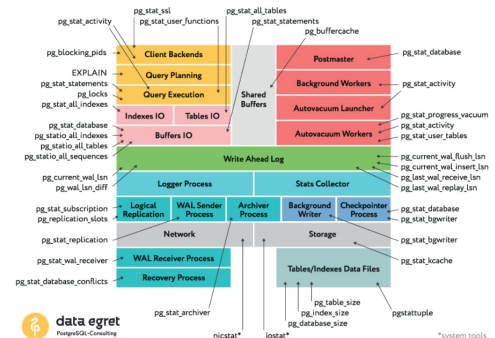 pg_stat_ssl
pg_stat_activity
pg_stat_user_functions
pg_stat_all_tables
pg_stat_statements
pg_buffercache
pg_blocking_pids
EXPLAIN
pg_stat_statements
pg_locks
pg_stat_all_indexes
Client Backends
Query Planning
Query Execution
Indexes IO
Tables IO
Buffers IO
Shared
Buffers
Postmaster
Background Workers
Autovacuum Launcher
Autovacuum Workers
pg_stat_database
pg_stat_activity
pg_stat_progress_vacuum
pg_stat_activity
pg_stat_user_tables
pg_stat_database
pg_statio_all_indexes
pg_statio_all_tables
pg_statio_all_sequences
Write Ahead Log
pg_current_wal_flush_lsn
pg_current_wal_insert_lsn
pg_last_wal_receive_lsn
pg_last_wal_replay_lsn
pg_current_wal_lsn
pg_wal_lsn_diff
Logger Process
Stats Collector
pg_stat_subscription
pg_replication_slots
Logical
Replication
WAL Sender
Process
Archiver
Process
Background
Writer
Checkpointer
Process
pg_stat_database
pg_stat_bgwriter
pg_stat_replication
Network
Storage
pg_stat_bgwriter
pg_stat_kcache
pg_stat_wal_receiver
WAL Receiver Process
pg_stat_database_conflicts
Recovery Process
Tables/Indexes Data Files
pg_stat_archiver
pg_table_size
pg_index_size
pg_database_size
pgstattuple
nicstat*
iostat*
*system tools
data egret
PostgreSQL-Consulting